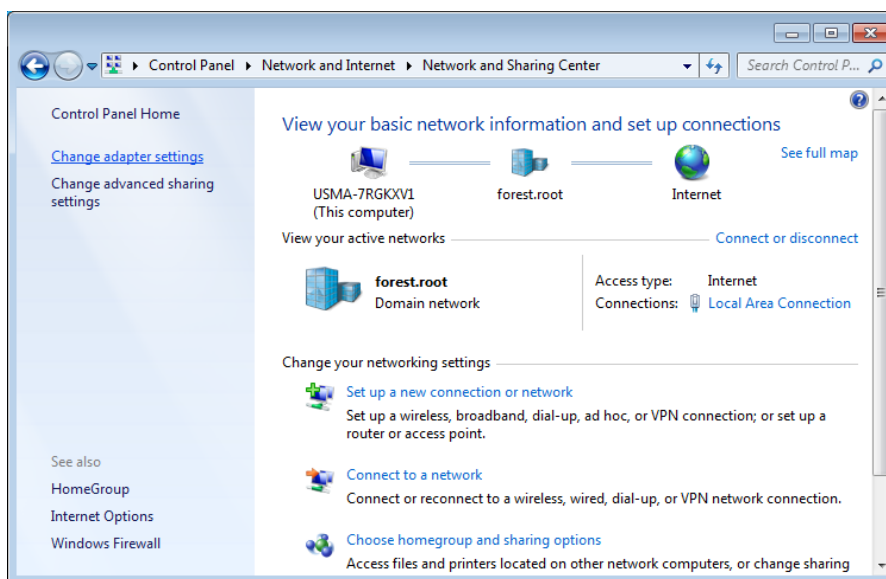 Control Panel
Network and Internet
Network and Sharing Center
Search Control P...
Control Panel Home
Change adapter settings
Change advanced sharing
settings
See also
HomeGroup
Internet Options
Windows Firewall
View your basic network information and set up connections
See full map
USMA-7RGKXV1
(This computer)
forest.root
Internet
View your active networks
Connect or disconnect
forest.root
Domain network
Access type: Internet
Connections: Local Area Connection
Change your networking settings
Set up a new connection or network
Set up a wireless, broadband, dial-up, ad hoc, or VPN connection; or set up a
router or access point.
Connect to a network
Connect or reconnect to a wireless, wired, dial-up, or VPN network connection.
Choose homegroup and sharing options
Access files and printers located on other network computers, or change sharing